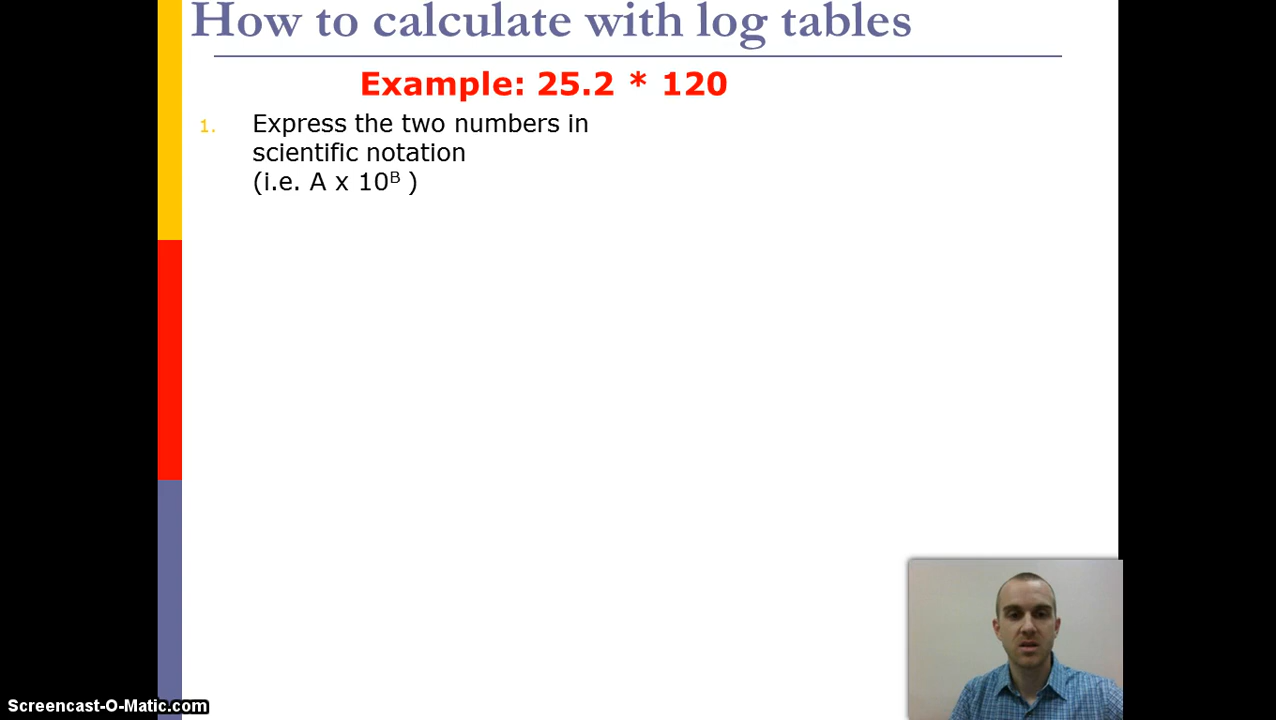 How to calculate with log tables
Example: 25.2 * 120
1. Express the two numbers in
scientific notation
(i.e. A x 10ᴮ )
Screencast-O-Matic.com